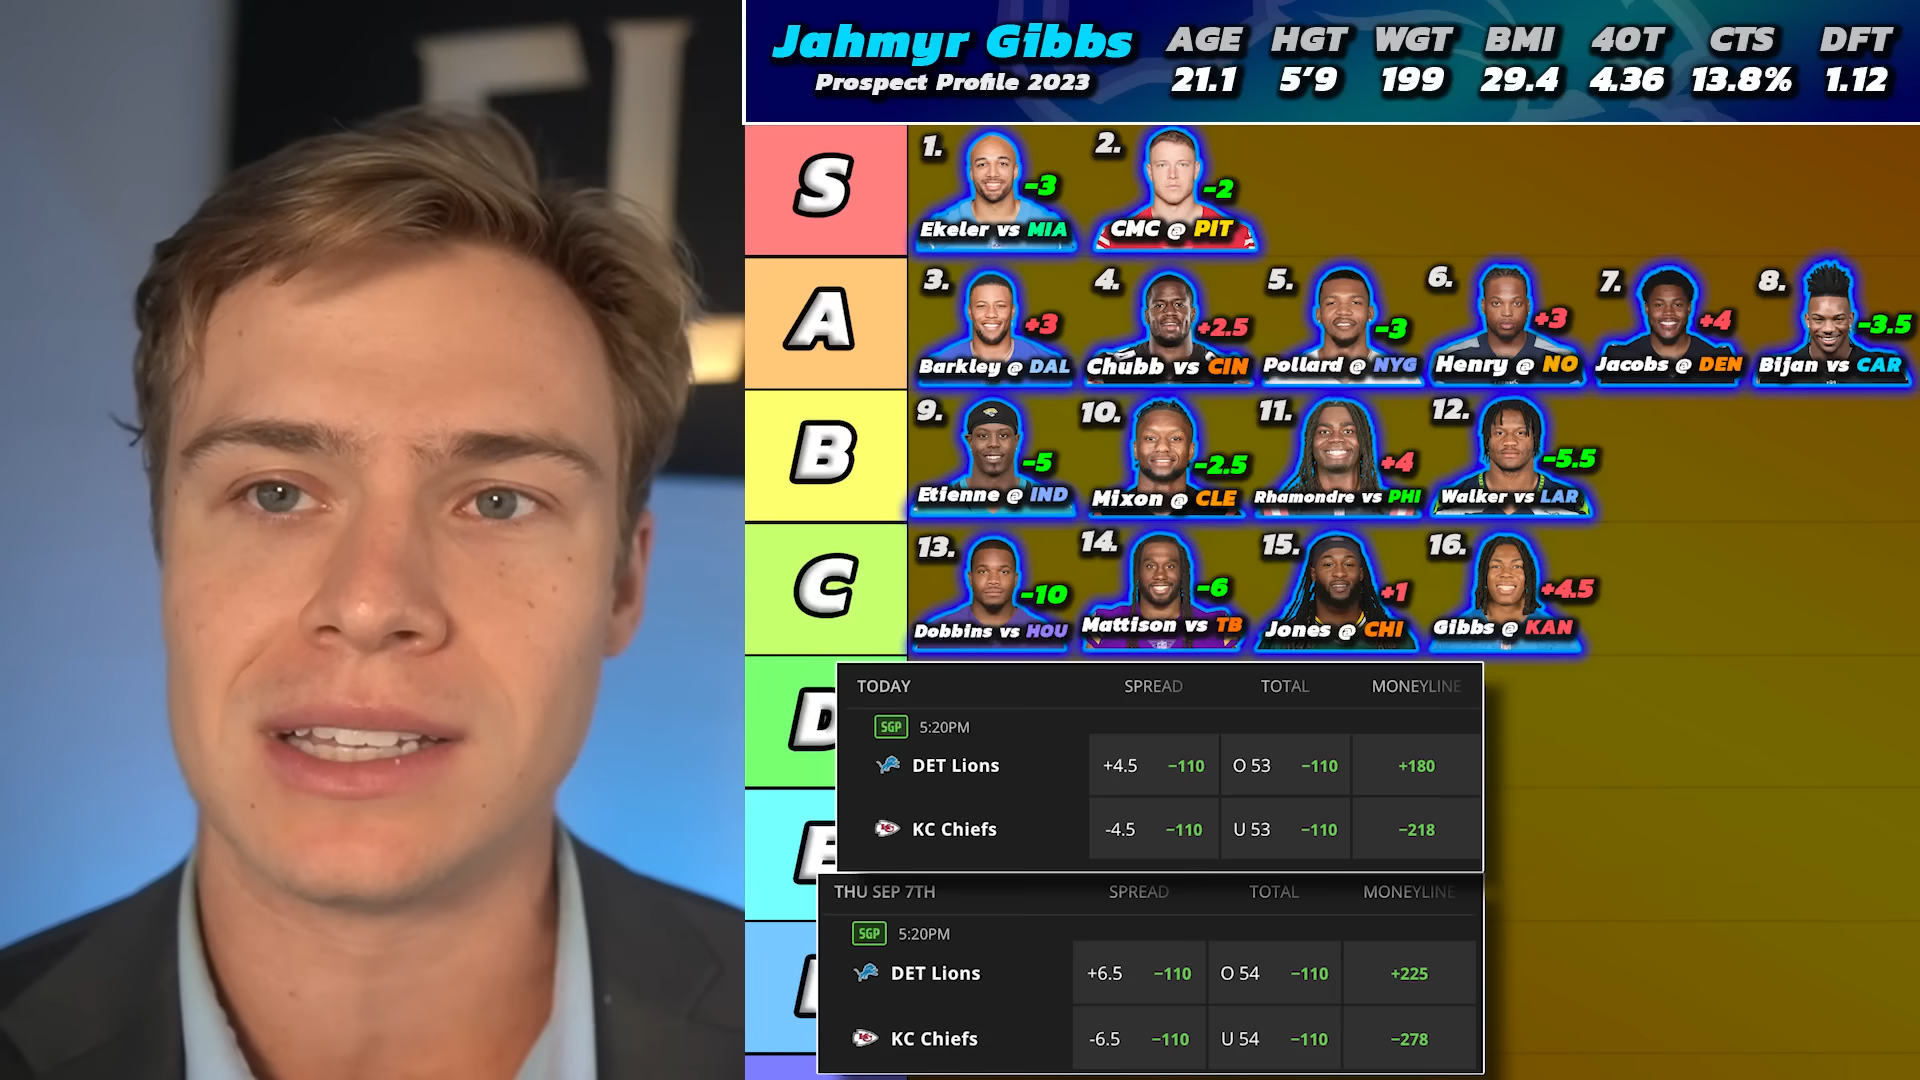 Jahmyr Gibbs
Prospect Profile 2023
AGE HGT WGT BMI 40T CTS DFT
21.1 5'9 199 29.4 4.36 13.8% 1.12
S
1. -3 Ekeler vs MIA
2. -2 CMC @ PIT
A
3. +3 Barkley @ DAL
4. +2.5 Chubb vs CIN
5. -3 Pollard @ NYG
6. +3 Henry @ NO
7. +4 Jacobs @ DEN
8. -3.5 Bijan vs CAR
B
9. -5 Etienne @ IND
10. -2.5 Mixon @ CLE
11. +4 Rhamondre vs PHI
12. -5.5 Walker vs LAR
C
13. -10 Dobbins vs HOU
14. -6 Mattison vs TB
15. +1 Jones @ CHI
16. +4.5 Gibbs @ KAN
D
E
TODAY SPREAD TOTAL MONEYLINE
SGP 5:20PM
DET Lions +4.5 −110 O 53 −110 +180
KC Chiefs -4.5 −110 U 53 −110 −218
THU SEP 7TH SPREAD TOTAL MONEYLINE
SGP 5:20PM
DET Lions +6.5 −110 O 54 −110 +225
KC Chiefs -6.5 −110 U 54 −110 −278